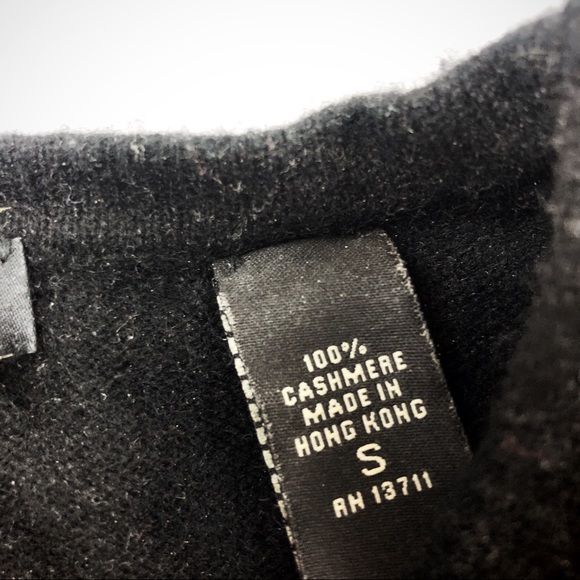 100%
CASHMERE
MADE IN
HONG KONG
S
RN 13711